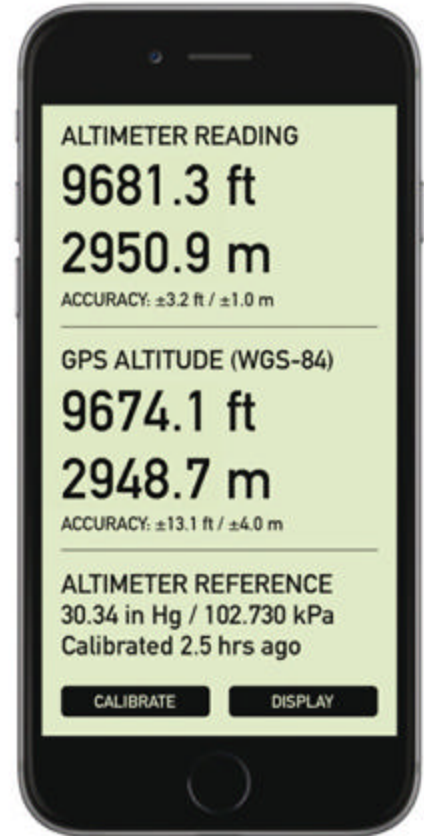 ALTIMETER READING
9681.3 ft
2950.9 m
ACCURACY: ±3.2 ft / ±1.0 m
GPS ALTITUDE (WGS-84)
9674.1 ft
2948.7 m
ACCURACY: ±13.1 ft / ±4.0 m
ALTIMETER REFERENCE
30.34 in Hg / 102.730 kPa
Calibrated 2.5 hrs ago
CALIBRATE DISPLAY